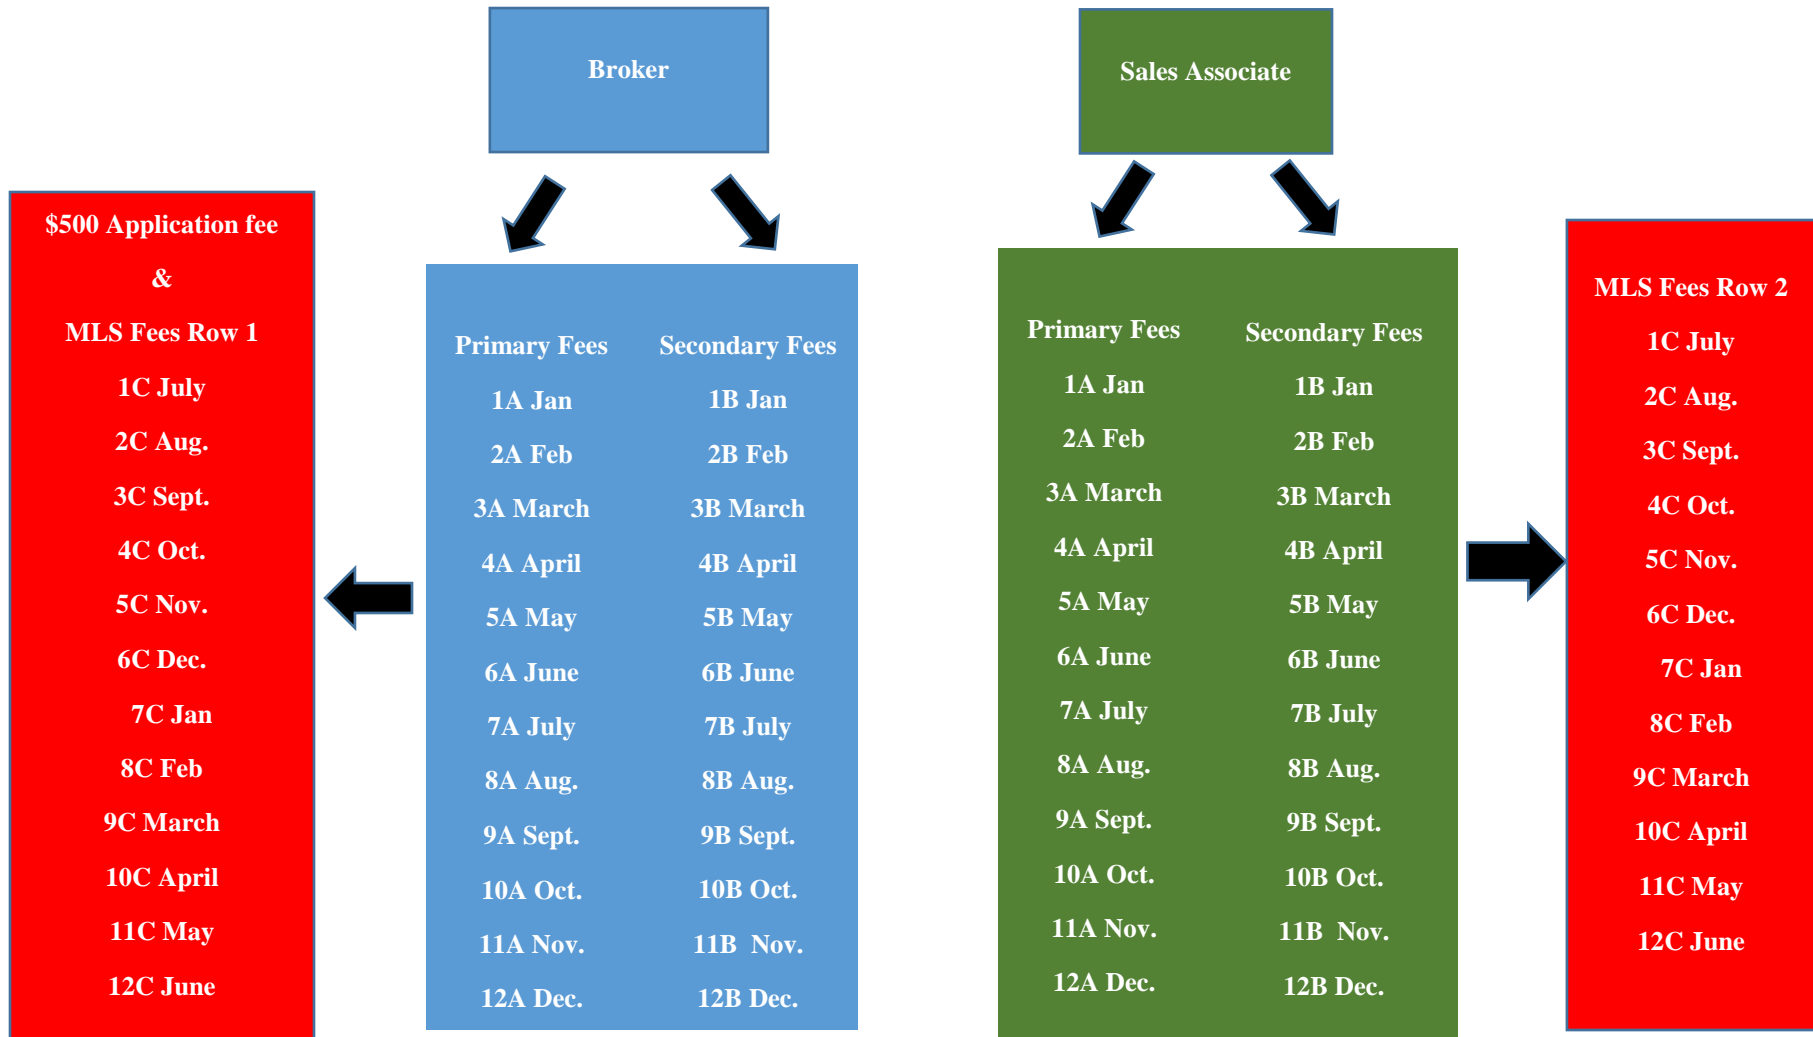 Broker
Sales Associate
$500 Application fee
&
MLS Fees Row 1
1C July
2C Aug.
3C Sept.
4C Oct.
5C Nov.
6C Dec.
7C Jan
8C Feb
9C March
10C April
11C May
12C June
Primary Fees Secondary Fees
1A Jan 1B Jan
2A Feb 2B Feb
3A March 3B March
4A April 4B April
5A May 5B May
6A June 6B June
7A July 7B July
8A Aug. 8B Aug.
9A Sept. 9B Sept.
10A Oct. 10B Oct.
11A Nov. 11B  Nov.
12A Dec. 12B Dec.
Primary Fees Secondary Fees
1A Jan 1B Jan
2A Feb 2B Feb
3A March 3B March
4A April 4B April
5A May 5B May
6A June 6B June
7A July 7B July
8A Aug. 8B Aug.
9A Sept. 9B Sept.
10A Oct. 10B Oct.
11A Nov. 11B  Nov.
12A Dec. 12B Dec.
MLS Fees Row 2
1C July
2C Aug.
3C Sept.
4C Oct.
5C Nov.
6C Dec.
7C Jan
8C Feb
9C March
10C April
11C May
12C June